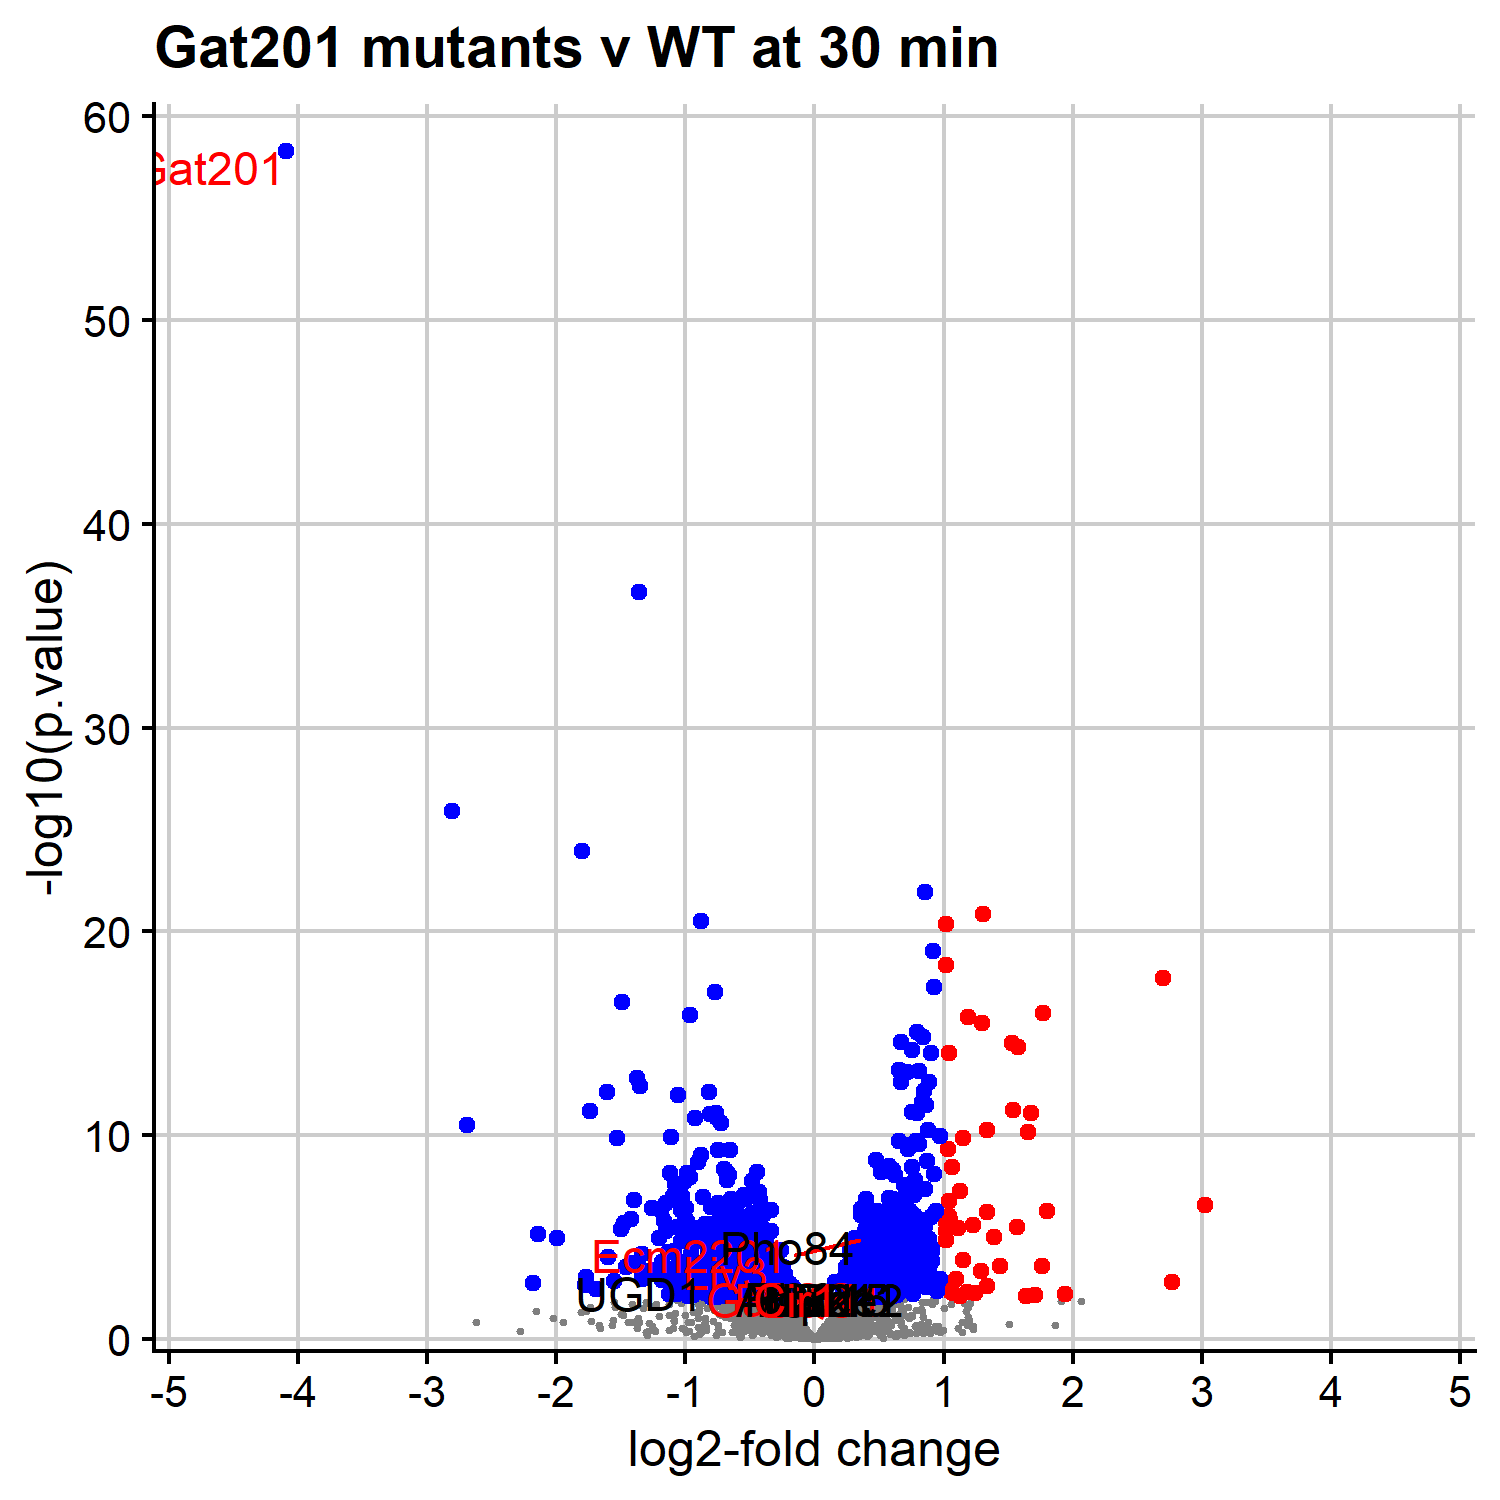 Gat201 mutants v WT at 30 min
-log10(p.value)
60
50
40
30
20
10
0
Gat201
Pho84
UGD1
-5 -4 -3 -2 -1 0 1 2 3 4 5
log2-fold change